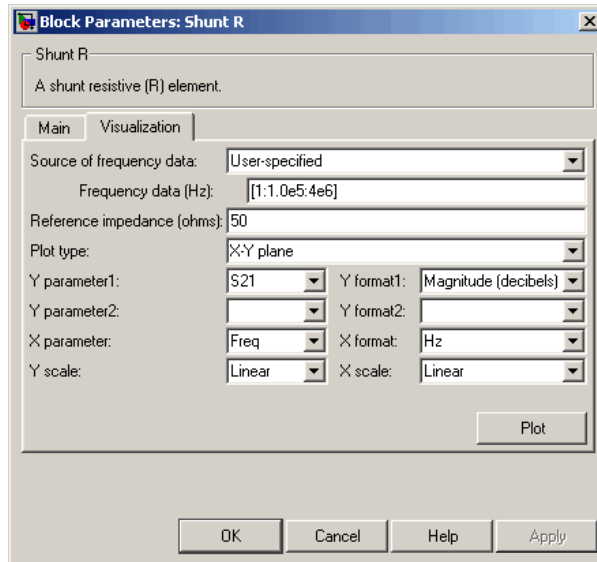 Block Parameters: Shunt R
Shunt R
A shunt resistive (R) element.
Main Visualization
Source of frequency data: User-specified
Frequency data (Hz): [1:1.0e5:4e6]
Reference impedance (ohms): 50
Plot type: X-Y plane
Y parameter1: S21 Y format1: Magnitude (decibels)
Y parameter2: Y format2:
X parameter: Freq X format: Hz
Y scale: Linear X scale: Linear
Plot
OK Cancel Help Apply